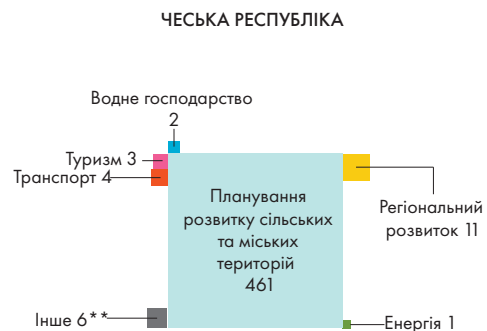 ЧЕСЬКА РЕСПУБЛІКА
Водне господарство
2
Туризм 3
Транспорт 4
Планування
розвитку сільських
та міських
територій
461
Регіональний
розвиток 11
Інше 6**
Енергія 1